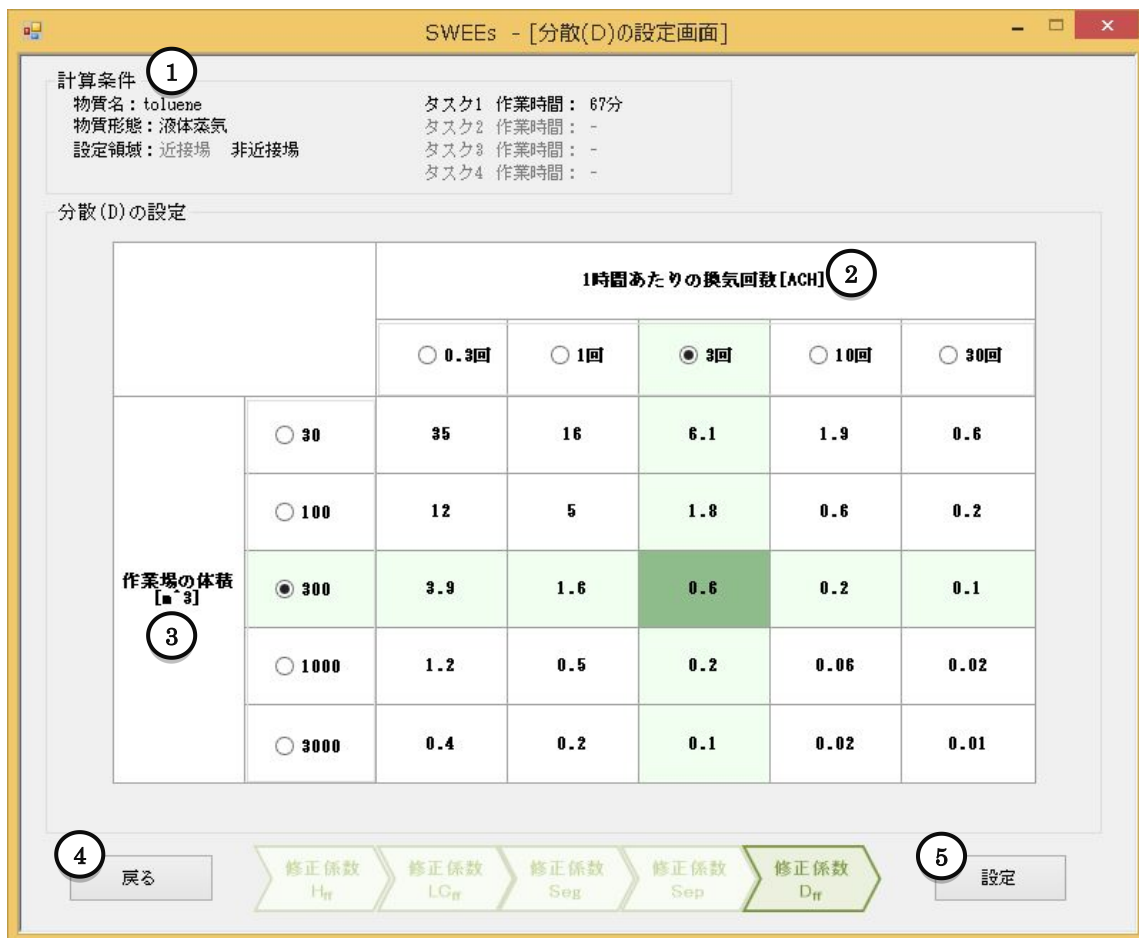 SWEEs - [分散(D)の設定画面]
計算条件 1
物質名：toluene
物質形態：液体蒸気
設定領域：近接場 非近接場
タスク1 作業時間： 67分
タスク2 作業時間： -
タスク3 作業時間： -
タスク4 作業時間： -
分散(D)の設定
1時間あたりの換気回数[ACH] 2
0.3回 1回 3回 10回 30回
30 35 16 6.1 1.9 0.6
100 12 5 1.8 0.6 0.2
作業場の体積
[m^3]
3
300 3.9 1.6 0.6 0.2 0.1
1000 1.2 0.5 0.2 0.06 0.02
3000 0.4 0.2 0.1 0.02 0.01
4
戻る
修正係数
Hff
修正係数
LCff
修正係数
Seg
修正係数
Sep
修正係数
Dff
5
設定